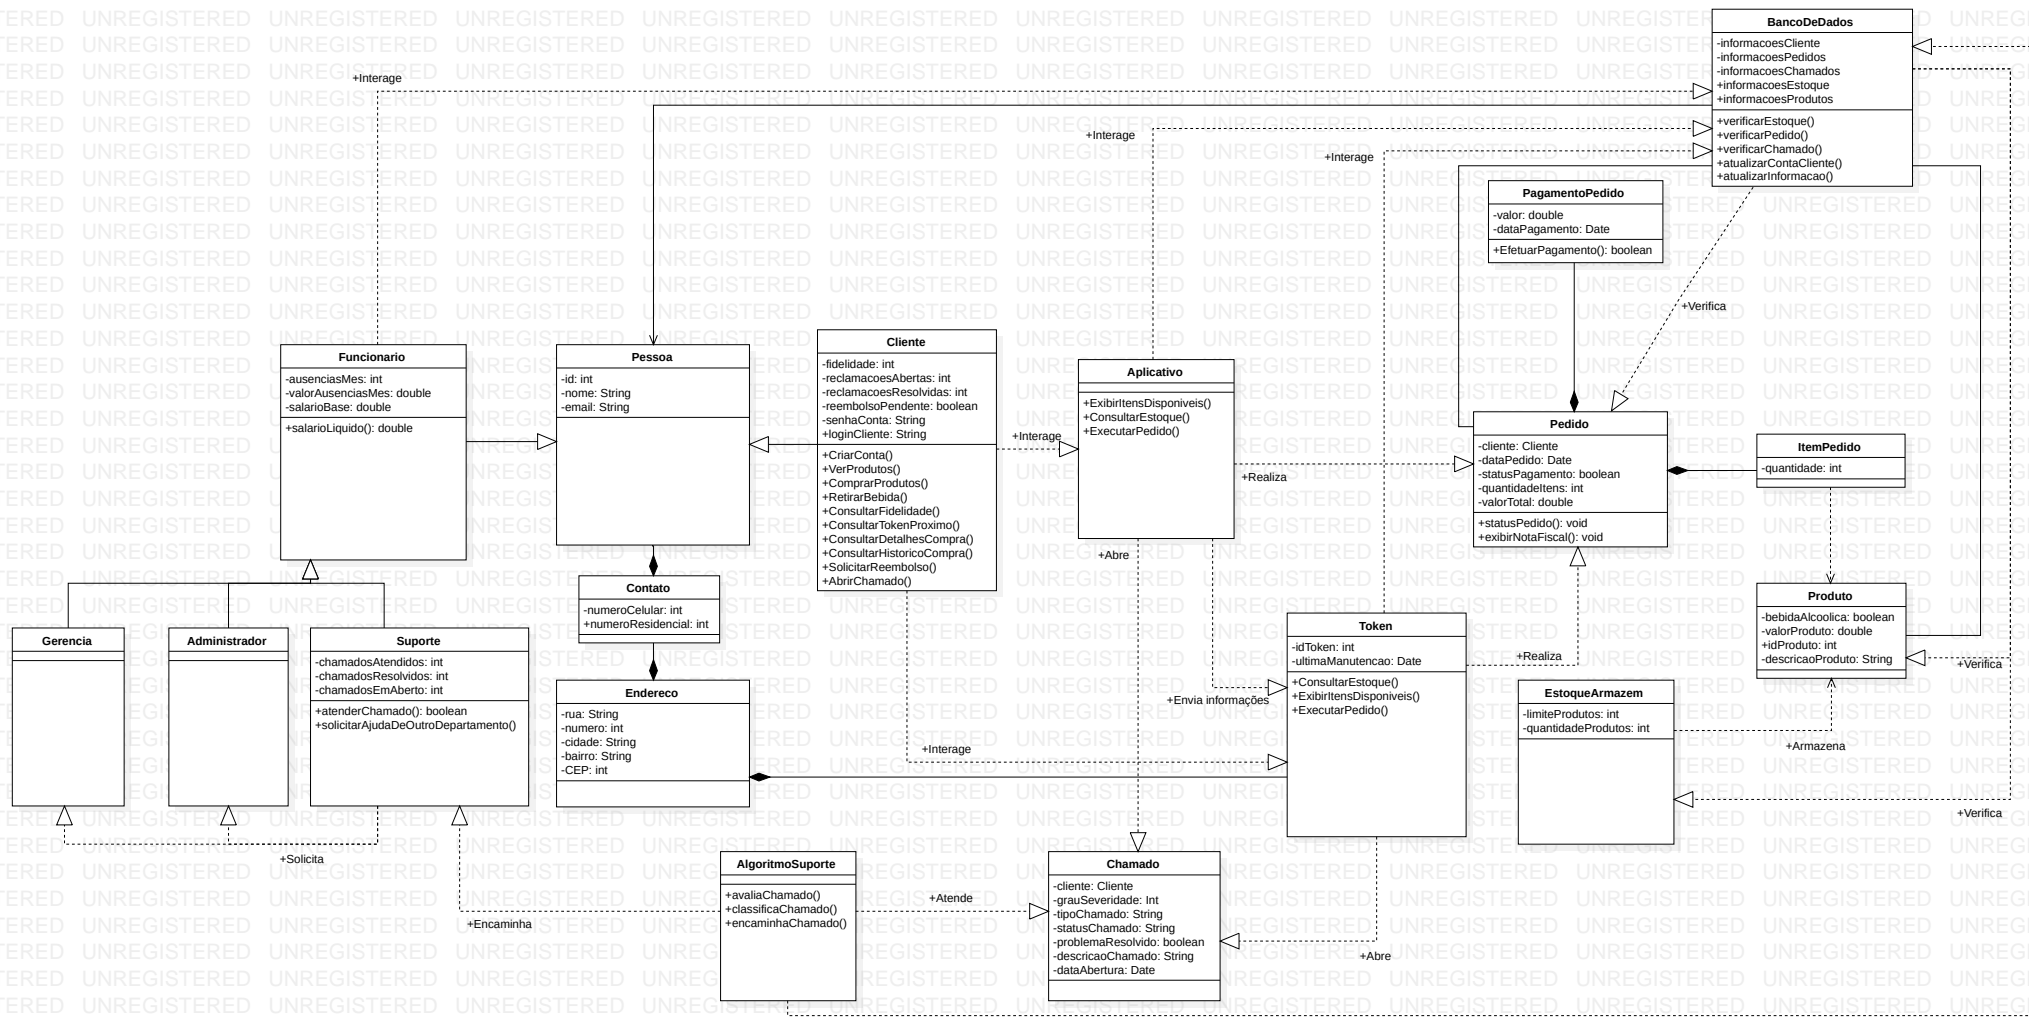 UNREGISTERED
BancoDeDados
-informacoesCliente
-informacoesPedidos
-informacoesChamados
+informacoesEstoque
+informacoesProdutos
+verificarEstoque()
+verificarPedido()
+verificarChamado()
+atualizarContaCliente()
+atualizarInformacao()
+Interage
+Interage
+Interage
PagamentoPedido
-valor: double
-dataPagamento: Date
+EfetuarPagamento(): boolean
+Verifica
Funcionario
-ausenciasMes: int
-valorAusenciasMes: double
-salarioBase: double
+salarioLiquido(): double
Pessoa
-id: int
-nome: String
-email: String
Cliente
-fidelidade: int
-reclamacoesAbertas: int
-reclamacoesResolvidas: int
-reembolsoPendente: boolean
-senhaConta: String
+loginCliente: String
+CriarConta()
+VerProdutos()
+ComprarProdutos()
+RetirarBebida()
+ConsultarFidelidade()
+ConsultarTokenProximo()
+ConsultarDetalhesCompra()
+ConsultarHistoricoCompra()
+SolicitarReembolso()
+AbrirChamado()
+Interage
Aplicativo
+ExibirItensDisponiveis()
+ConsultarEstoque()
+ExecutarPedido()
+Realiza
Pedido
-cliente: Cliente
-dataPedido: Date
-statusPagamento: boolean
-quantidadeItens: int
-valorTotal: double
+statusPedido(): void
+exibirNotaFiscal(): void
ItemPedido
-quantidade: int
+Abre
Contato
-numeroCelular: int
+numeroResidencial: int
Produto
-bebidaAlcoolica: boolean
-valorProduto: double
+idProduto: int
-descricaoProduto: String
+Verifica
Gerencia
Administrador
Suporte
-chamadosAtendidos: int
-chamadosResolvidos: int
-chamadosEmAberto: int
+atenderChamado(): boolean
+solicitarAjudaDeOutroDepartamento()
Token
-idToken: int
-ultimaManutencao: Date
+ConsultarEstoque()
+ExibirItensDisponiveis()
+ExecutarPedido()
+Realiza
Endereco
-rua: String
-numero: int
-cidade: String
-bairro: String
-CEP: int
+Envia informações
+Interage
EstoqueArmazem
-limiteProdutos: int
-quantidadeProdutos: int
+Armazena
+Verifica
+Solicita
AlgoritmoSuporte
+avaliaChamado()
+classificaChamado()
+encaminhaChamado()
+Encaminha
+Atende
Chamado
-cliente: Cliente
-grauSeveridade: Int
-tipoChamado: String
-statusChamado: String
-problemaResolvido: boolean
-descricaoChamado: String
-dataAbertura: Date
+Abre